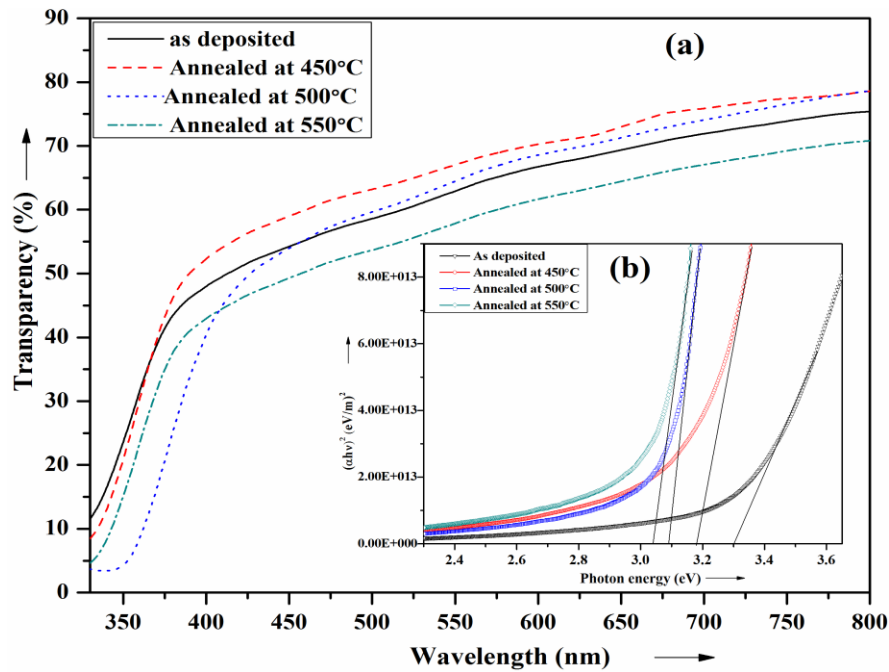 90
80
70
60
50
40
30
20
10
0
Transparency (%)
as deposited
Annealed at 450°C
Annealed at 500°C
Annealed at 550°C
(a)
As deposited
Annealed at 450°C
Annealed at 500°C
Annealed at 550°C
(b)
8.00E+013
6.00E+013
4.00E+013
2.00E+013
0.00E+000
(αhυ)² (eV/m)²
2.4 2.6 2.8 3.0 3.2 3.4 3.6
Photon energy (eV)
350 400 450 500 550 600 650 700 750 800
Wavelength (nm)